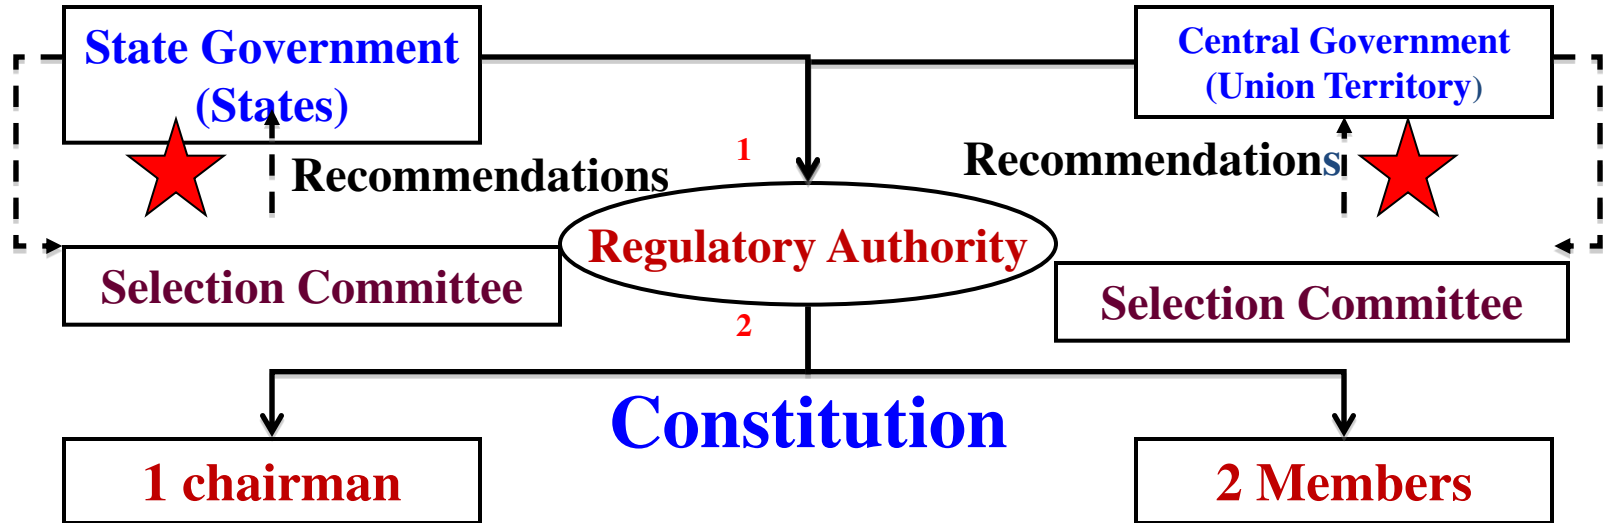 State Government
(States)
Central Government
(Union Territory)
1
Recommendations
Recommendations
Regulatory Authority
Selection Committee
Selection Committee
2
Constitution
1 chairman
2 Members